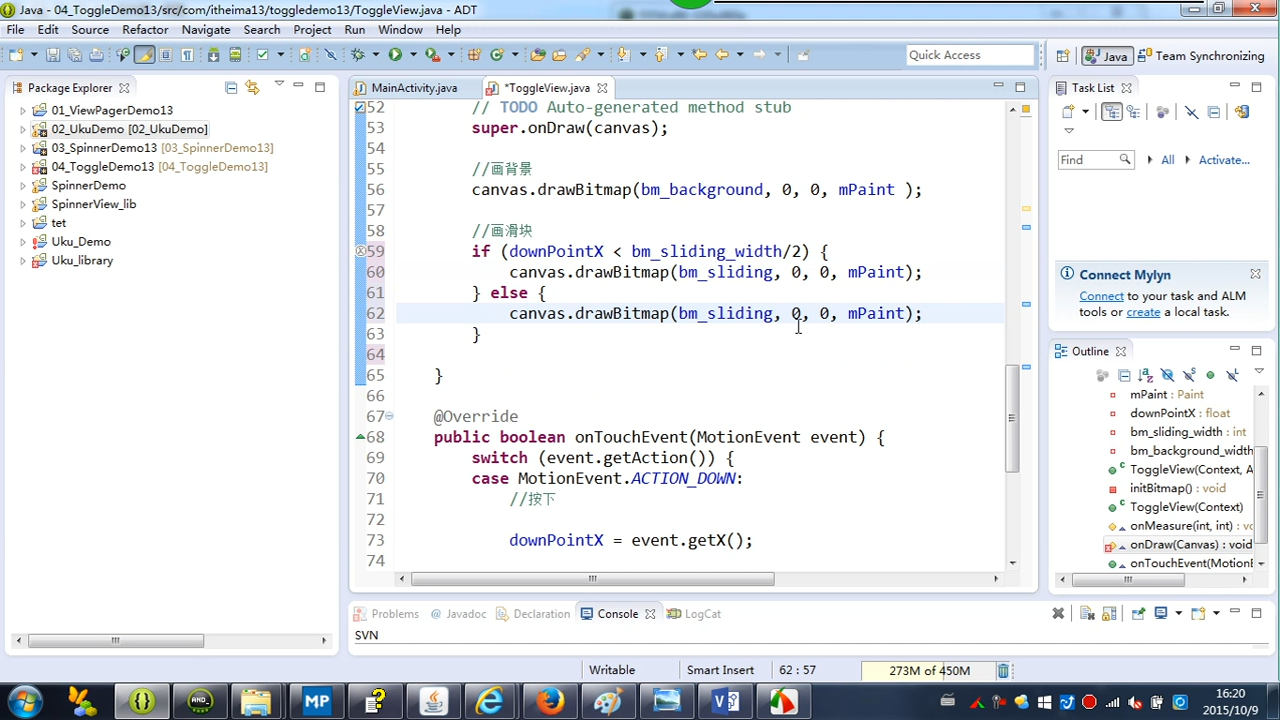 Java - 04_ToggleDemo13/src/com/itheima13/toggledemo13/ToggleView.java - ADT
File Edit Source Refactor Navigate Search Project Run Window Help
Quick Access
Java
Team Synchronizing
Package Explorer
01_ViewPagerDemo13
02_UkuDemo [02_UkuDemo]
03_SpinnerDemo13 [03_SpinnerDemo13]
04_ToggleDemo13 [04_ToggleDemo13]
SpinnerDemo
SpinnerView_lib
tet
Uku_Demo
Uku_library
MainActivity.java
*ToggleView.java
52 // TODO Auto-generated method stub
53 super.onDraw(canvas);
54
55 //画背景
56 canvas.drawBitmap(bm_background, 0, 0, mPaint );
57
58 //画滑块
59 if (downPointX < bm_sliding_width/2) {
60 canvas.drawBitmap(bm_sliding, 0, 0, mPaint);
61 } else {
62 canvas.drawBitmap(bm_sliding, 0, 0, mPaint);
63 }
64
65 }
66
67 @Override
68 public boolean onTouchEvent(MotionEvent event) {
69 switch (event.getAction()) {
70 case MotionEvent.ACTION_DOWN:
71 //按下
72
73 downPointX = event.getX();
74
Task List
Find
All
Activate...
Connect Mylyn
Connect to your task and ALM
tools or create a local task.
Outline
mPaint : Paint
downPointX : float
bm_sliding_width : int
bm_background_width
ToggleView(Context, A
initBitmap() : void
ToggleView(Context)
onMeasure(int, int) : vo
onDraw(Canvas) : void
onTouchEvent(MotionE
Problems
@ Javadoc
Declaration
Console
LogCat
SVN
Writable
Smart Insert
62 : 57
273M of 450M
AND_
MP
16:20
2015/10/9